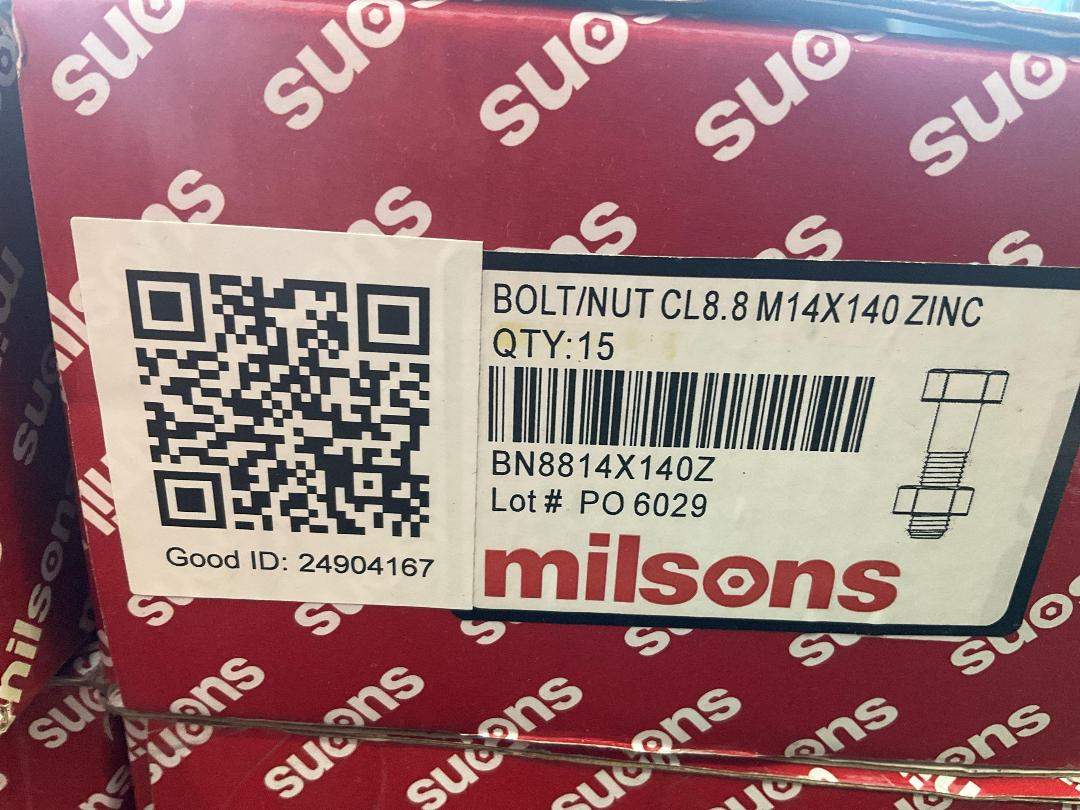 BOLT/NUT CL8.8 M14X140 ZINC
QTY:15
BN8814X140Z
Lot # PO 6029
milsons
Good ID: 24904167